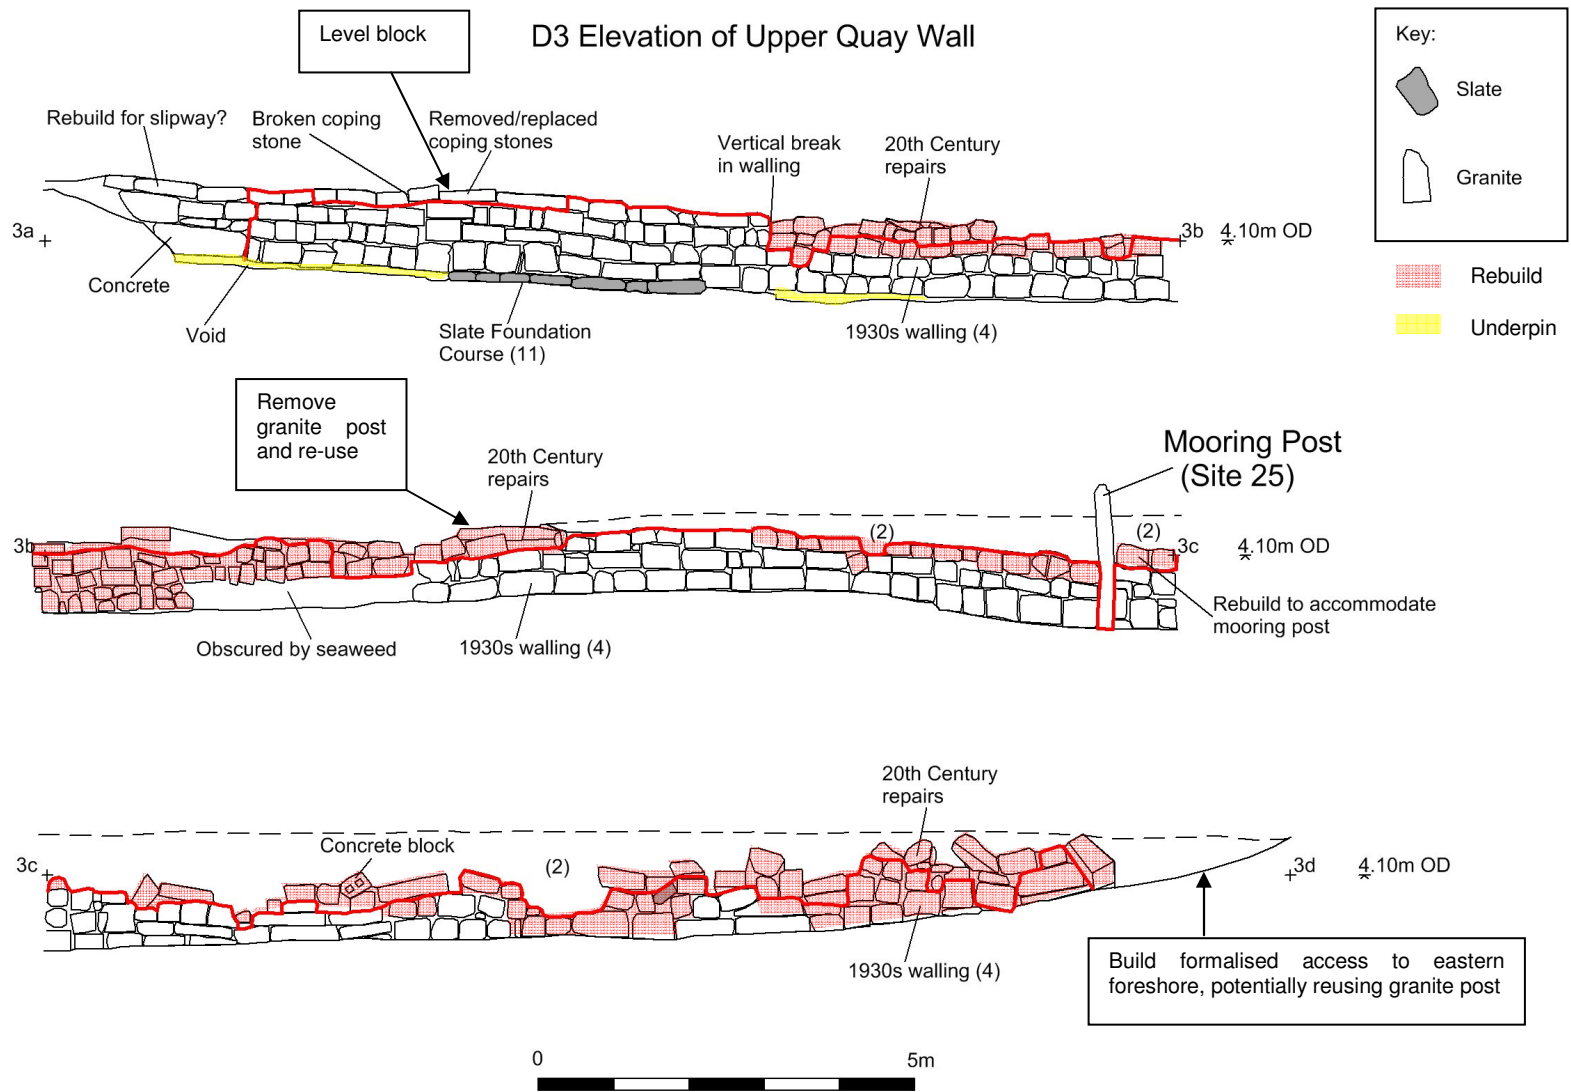 D3 Elevation of Upper Quay Wall
Level block
Key:
Slate
Granite
Rebuild
Underpin
Rebuild for slipway?
Broken coping
stone
Removed/replaced
coping stones
Vertical break
in walling
20th Century
repairs
3a
3b
4.10m OD
Concrete
Void
Slate Foundation
Course (11)
1930s walling (4)
Remove
granite post
and re-use
20th Century
repairs
Mooring Post
(Site 25)
3b
(2)
(2)
3c
4.10m OD
Obscured by seaweed
1930s walling (4)
Rebuild to accommodate
mooring post
20th Century
repairs
Concrete block
3c
(2)
3d
4.10m OD
1930s walling (4)
Build formalised access to eastern
foreshore, potentially reusing granite post
0
5m